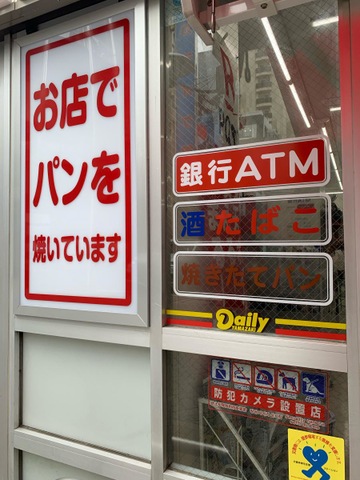 お店で
パンを
焼いています
銀行ATM
酒たばこ
焼きたてパン
Daily
YAMAZAKI
防犯カメラ設置店